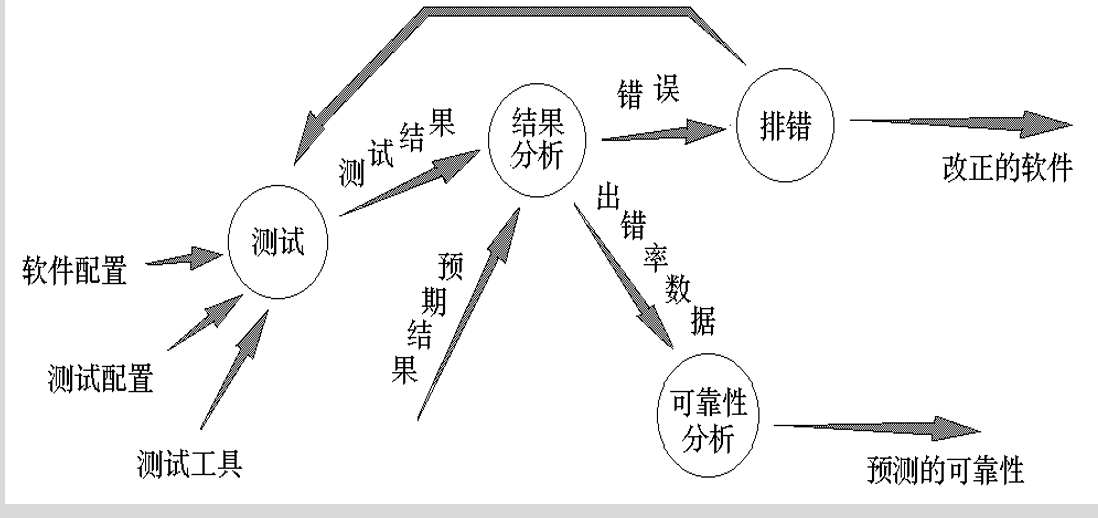 错误
结果
分析
排错
测试结果
改正的软件
出错率数据
测试
软件配置
预期结果
测试配置
可靠性
分析
测试工具
预测的可靠性